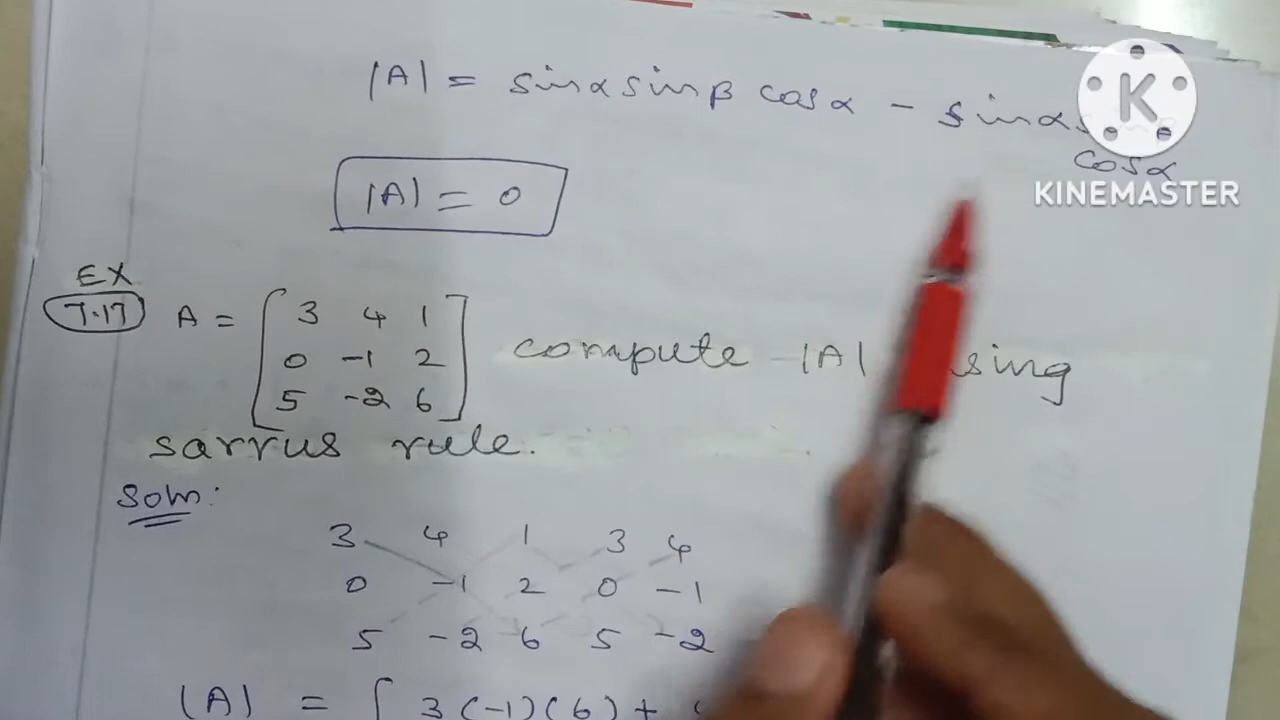 |A| = sinα sinβ cosα - sinα
cosα
K
KINEMASTER
|A| = 0
EX
7.17 A = [ 3 4 1
0 -1 2
5 -2 6 ] compute |A|
sarrus rule.
Soln:
3 4 1 3 4
0 -1 2 0 -1
5 -2 6 5 -2
|A| = [ 3(-1)(6) +